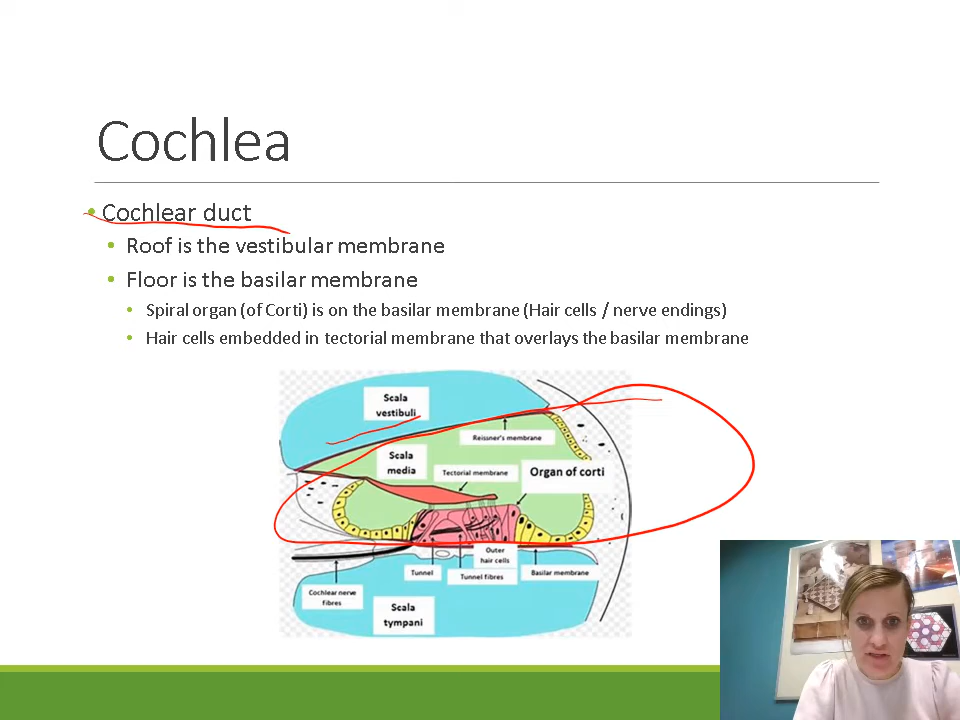 Cochlea
• Cochlear duct
• Roof is the vestibular membrane
• Floor is the basilar membrane
• Spiral organ (of Corti) is on the basilar membrane (Hair cells / nerve endings)
• Hair cells embedded in tectorial membrane that overlays the basilar membrane
Scala
vestibuli
Reissner's membrane
Scala
media
Tectorial membrane
Organ of corti
Outer
hair cells
Tunnel
Tunnel fibres
Basilar membrane
Cochlear nerve
fibres
Scala
tympani